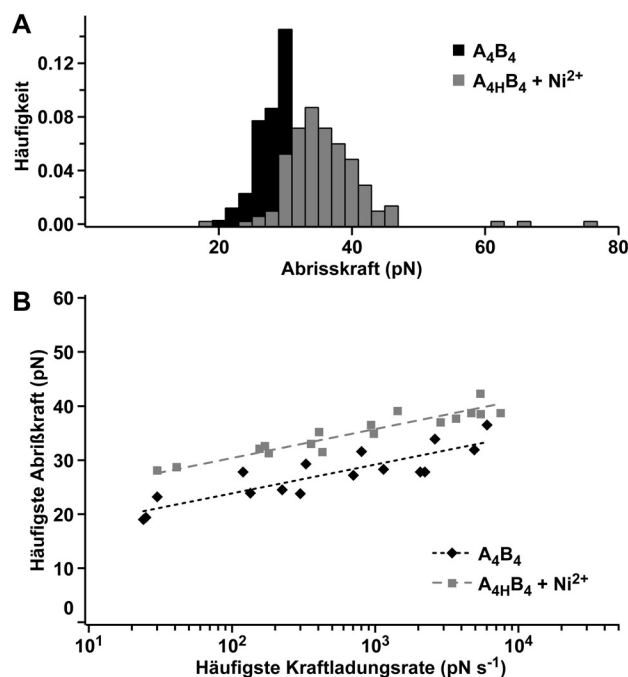 A
0.12
0.08
0.04
0.00
Häufigkeit
A₄B₄
A₄HB₄ + Ni²⁺
20
40
60
80
Abrisskraft (pN)
B
60
50
40
30
20
10
0
Häufigste Abrißkraft (pN)
A₄B₄
A₄HB₄ + Ni²⁺
10¹
10²
10³
10⁴
Häufigste Kraftladungsrate (pN s⁻¹)